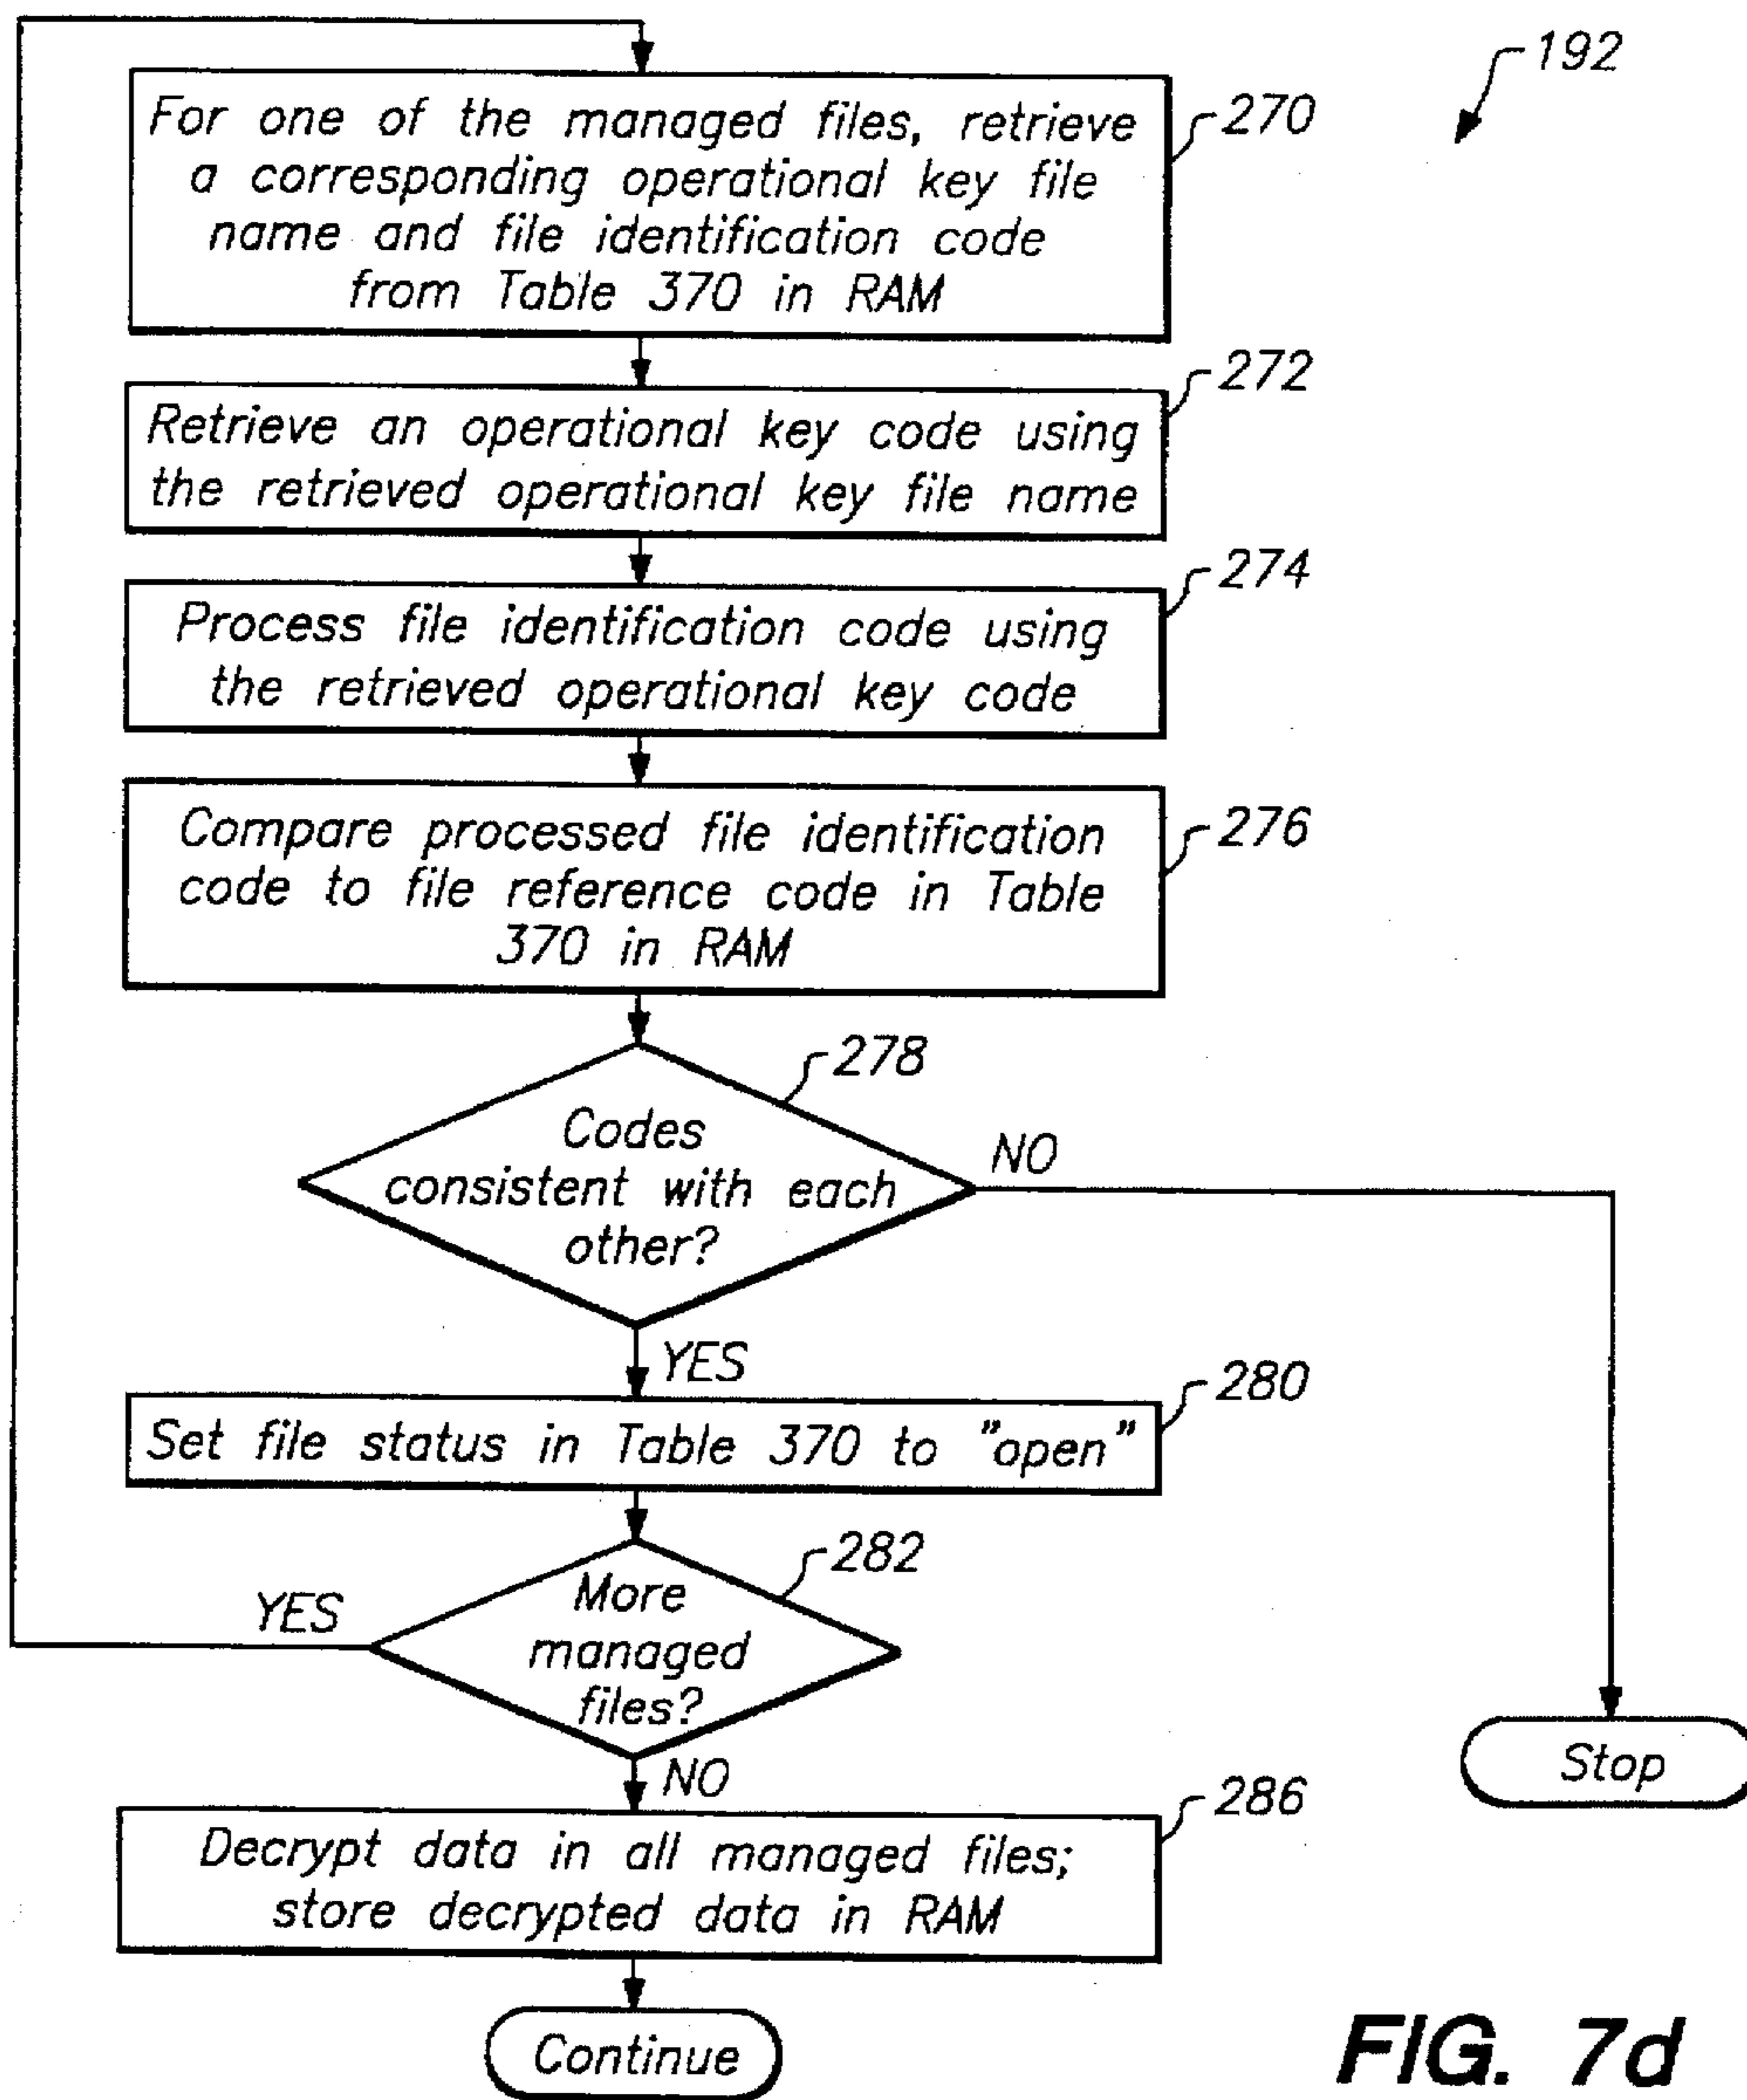 192
For one of the managed files, retrieve
a corresponding operational key file
name and file identification code
from Table 370 in RAM
270
272
Retrieve an operational key code using
the retrieved operational key file name
274
Process file identification code using
the retrieved operational key code
Compare processed file identification
code to file reference code in Table
370 in RAM
276
278
Codes
consistent with each
other?
NO
YES
280
Set file status in Table 370 to "open"
282
More
managed
files?
YES
NO
Stop
286
Decrypt data in all managed files;
store decrypted data in RAM
Continue
FIG. 7d